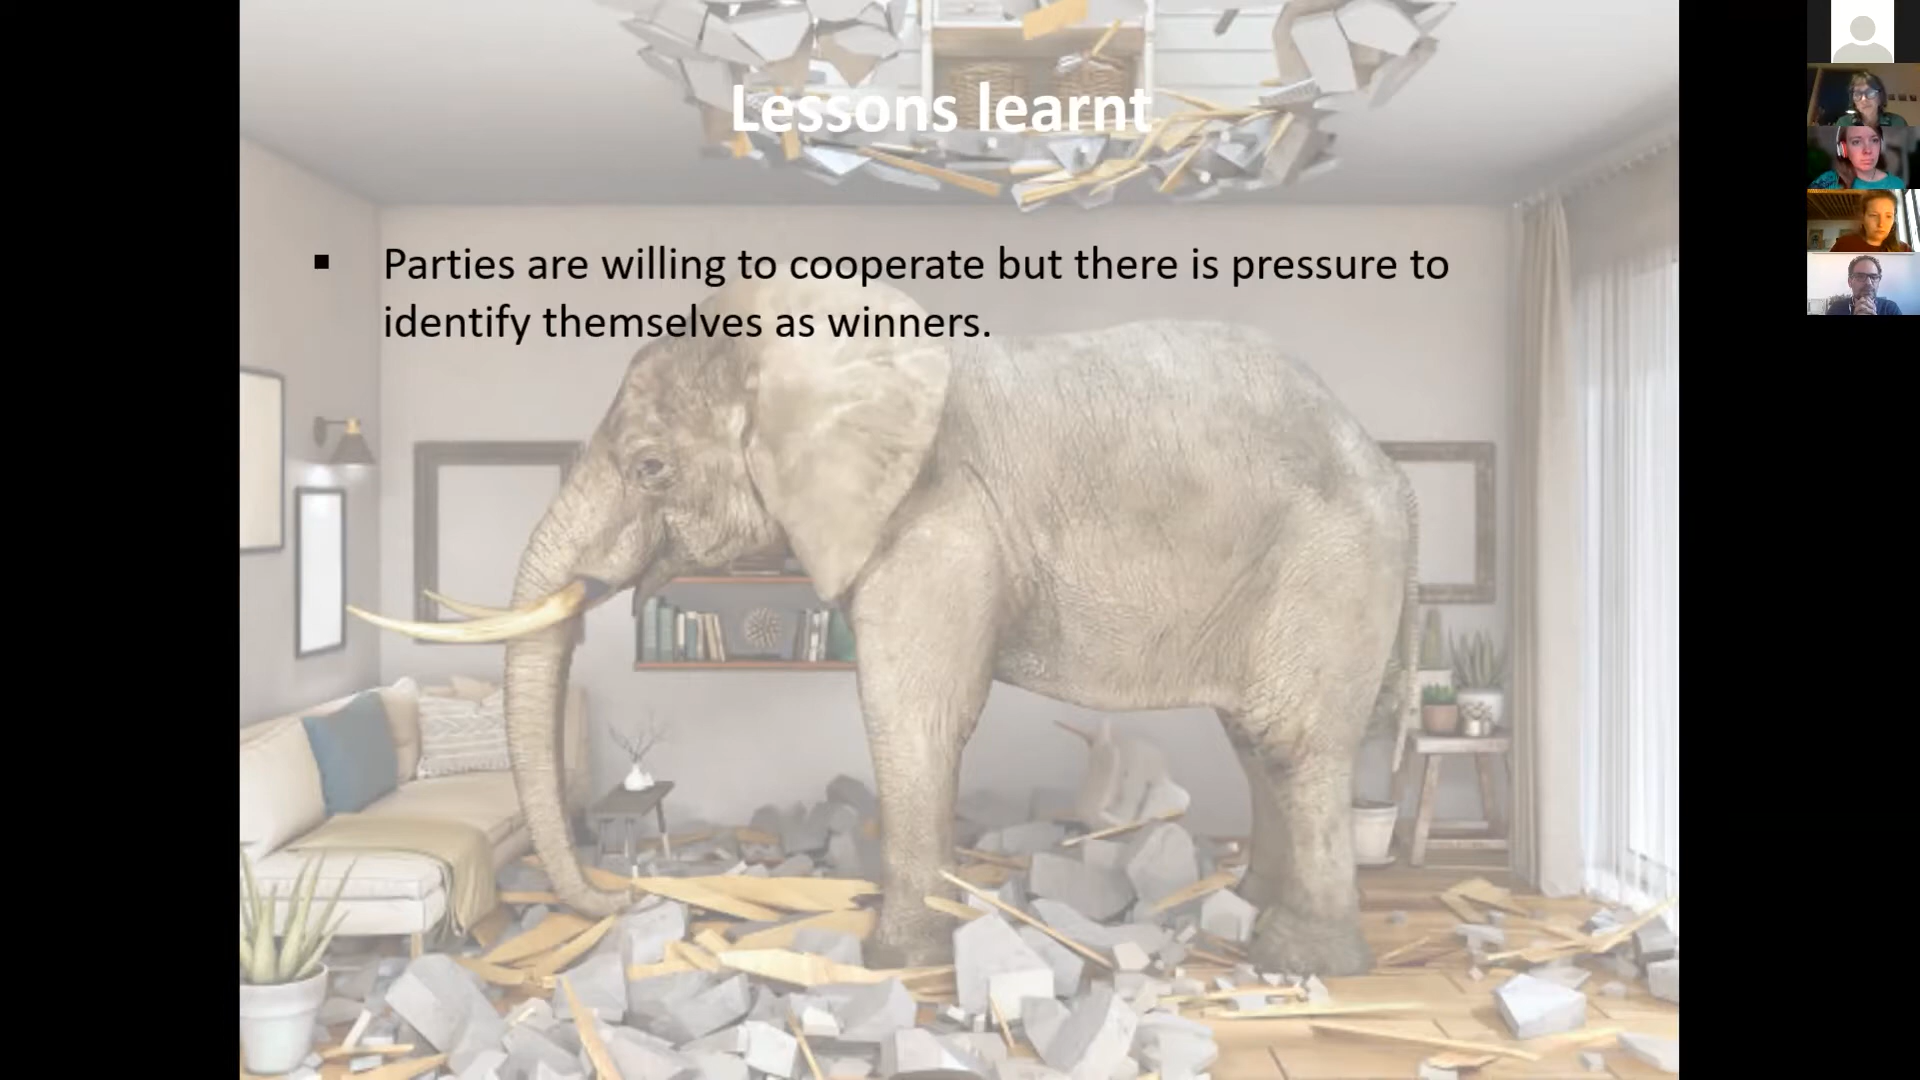 Lessons learnt
▪ Parties are willing to cooperate but there is pressure to
identify themselves as winners.